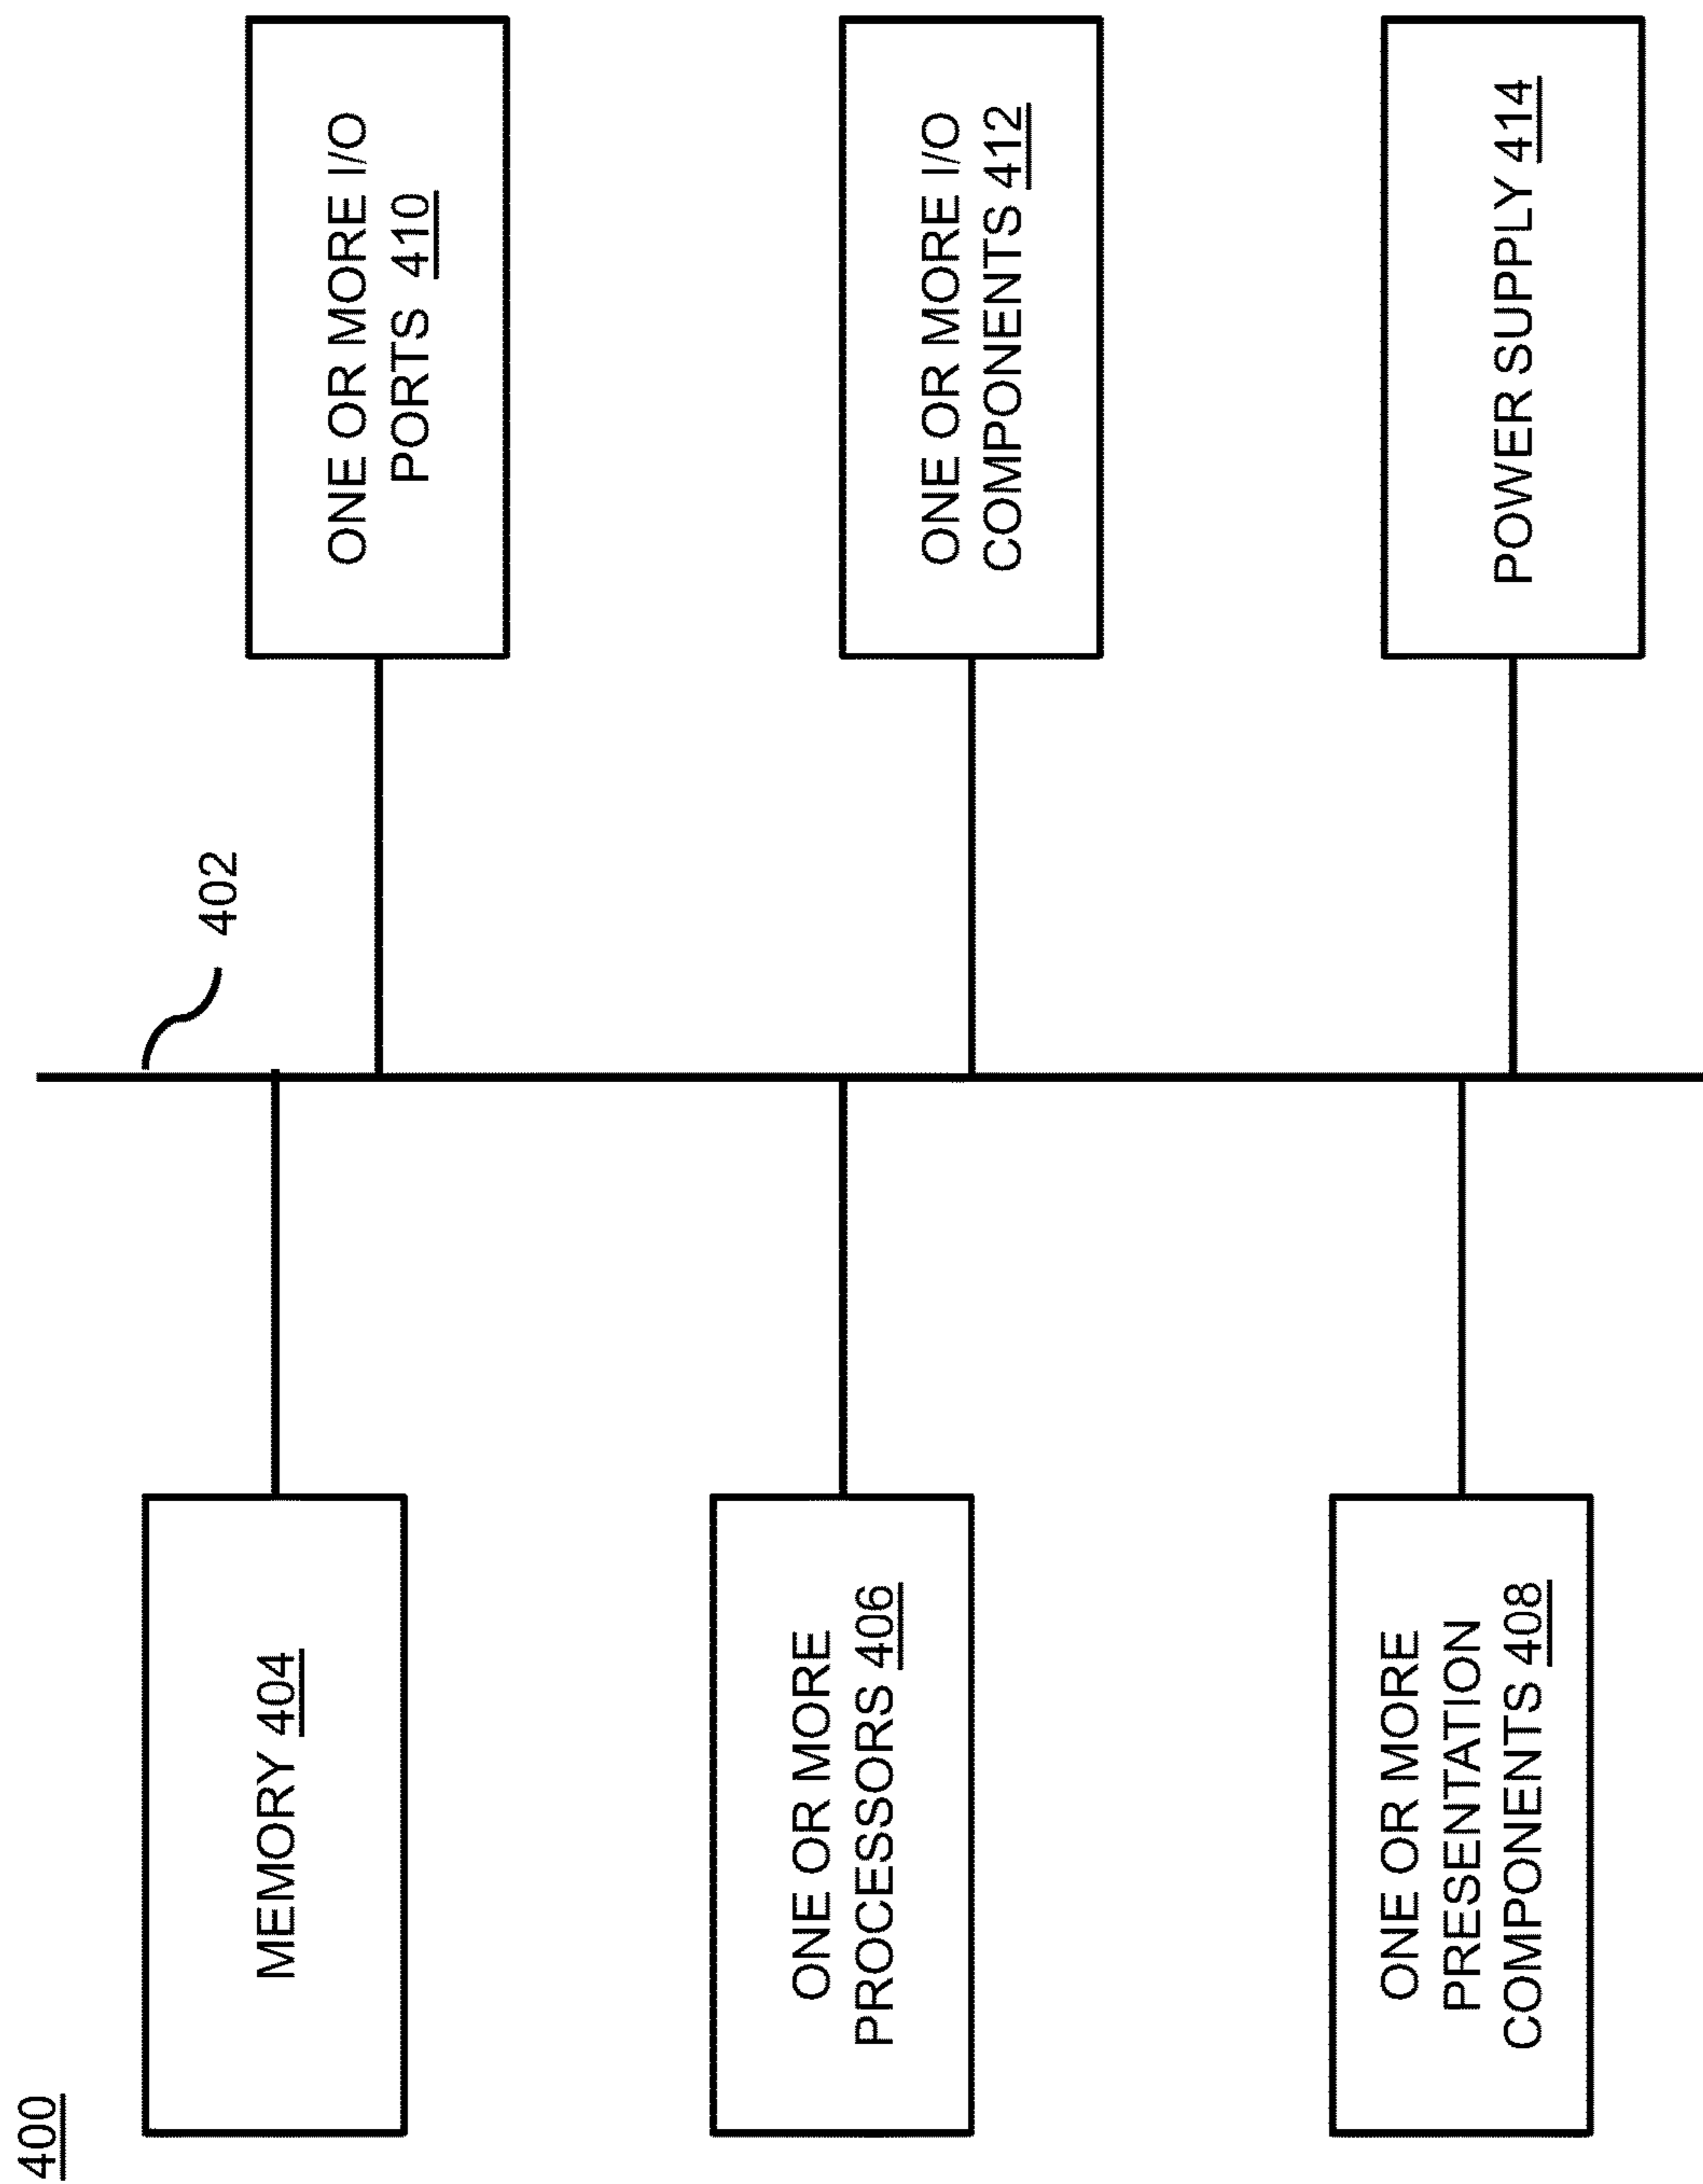 400
402
MEMORY 404
ONE OR MORE
PROCESSORS 406
ONE OR MORE
PRESENTATION
COMPONENTS 408
ONE OR MORE I/O
PORTS 410
ONE OR MORE I/O
COMPONENTS 412
POWER SUPPLY 414